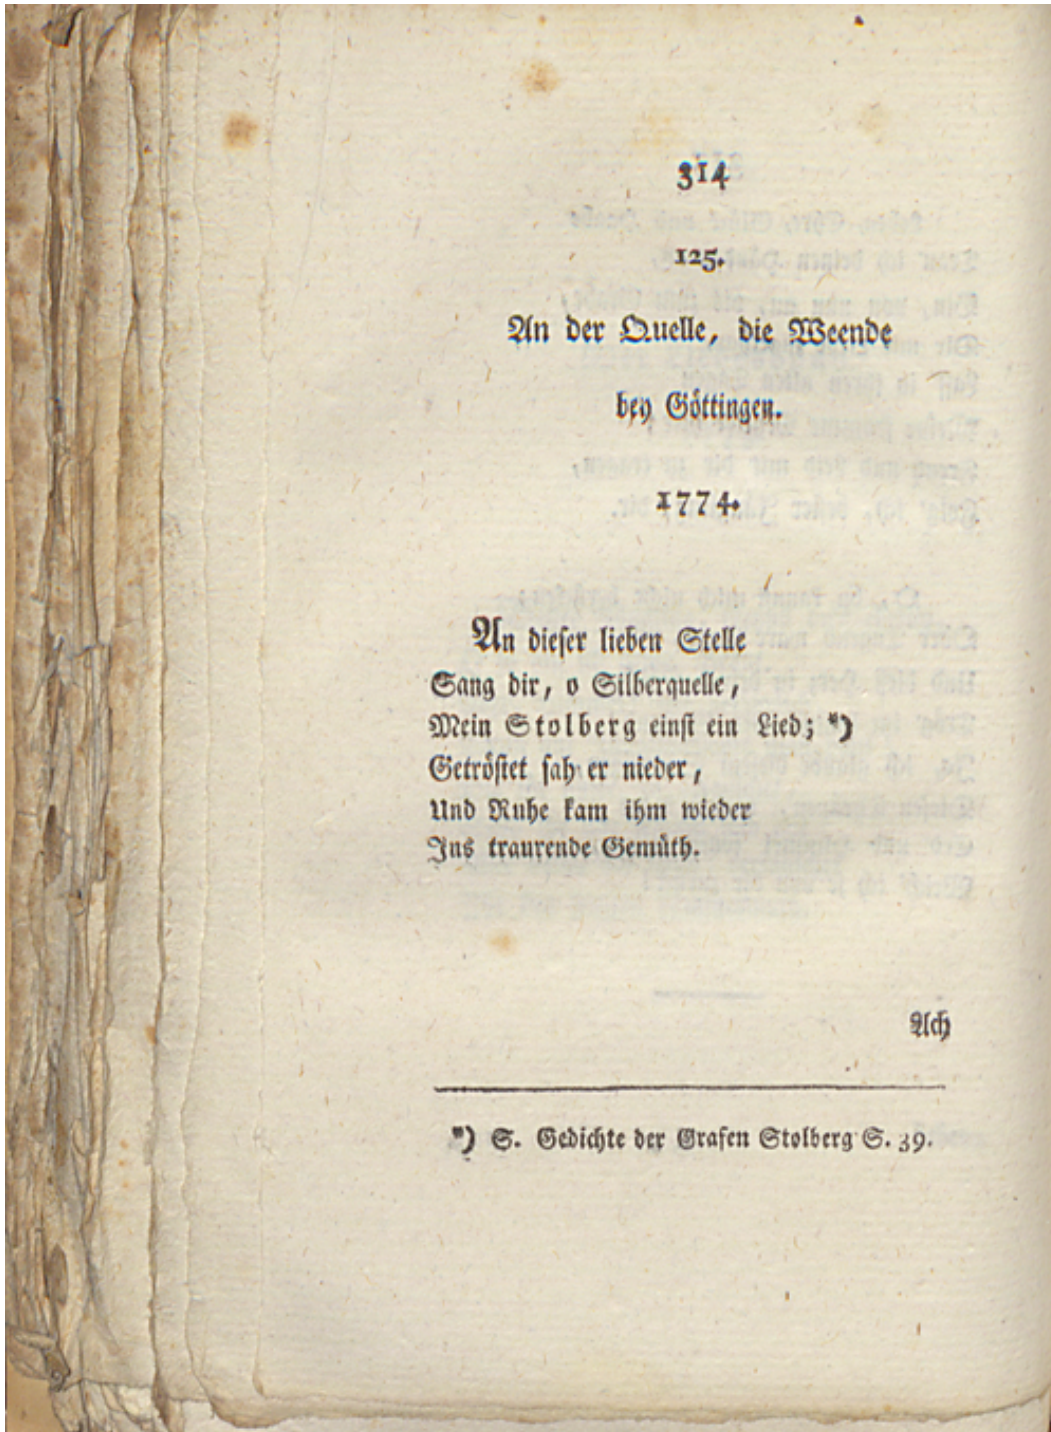 314
125.
An der Quelle, die Weende
bey Göttingen.
1774.
An dieser lieben Stelle
Sang dir, o Silberquelle,
Mein Stolberg einst ein Lied; *)
Getröstet sah er nieder,
Und Ruhe kam ihm wieder
Ins traurende Gemüth.
Ach
*) S. Gedichte der Grafen Stolberg S. 39.